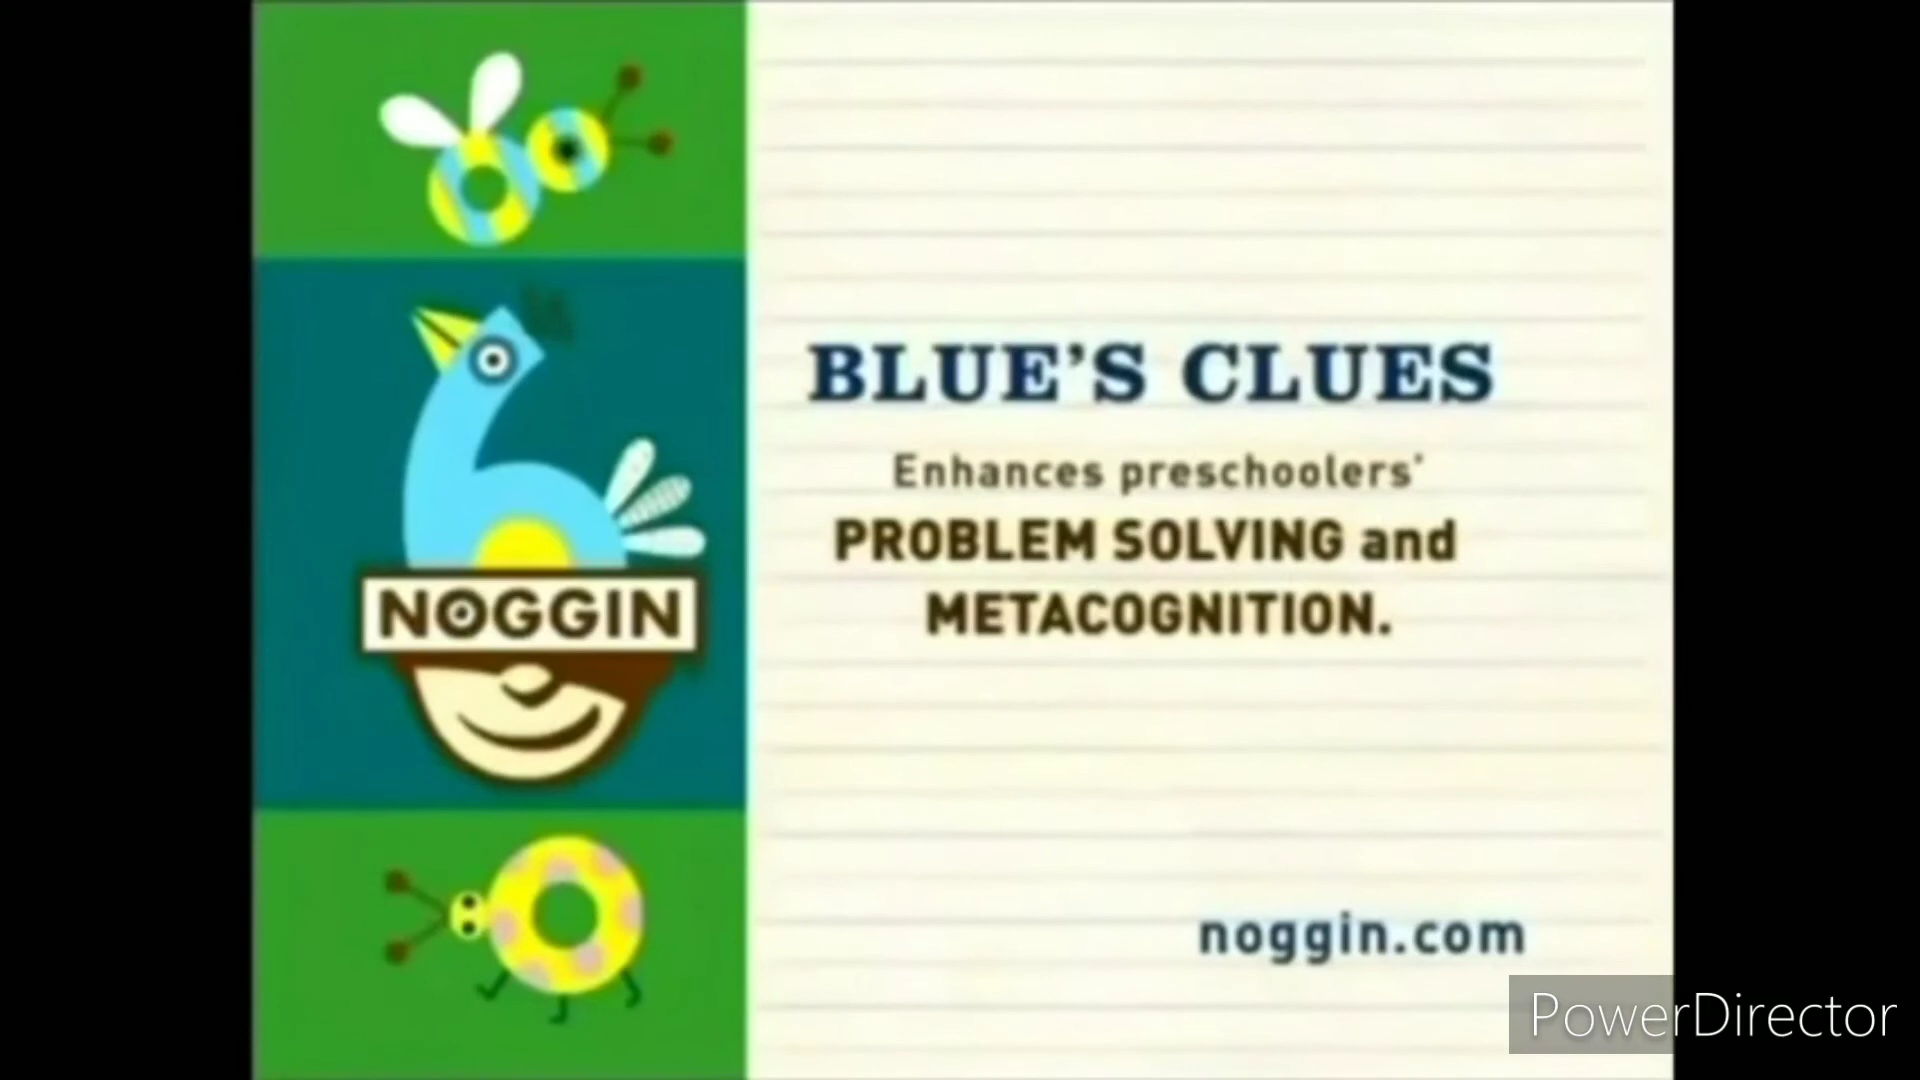 NOGGIN
BLUE'S CLUES
Enhances preschoolers'
PROBLEM SOLVING and
METACOGNITION.
noggin.com
PowerDirector